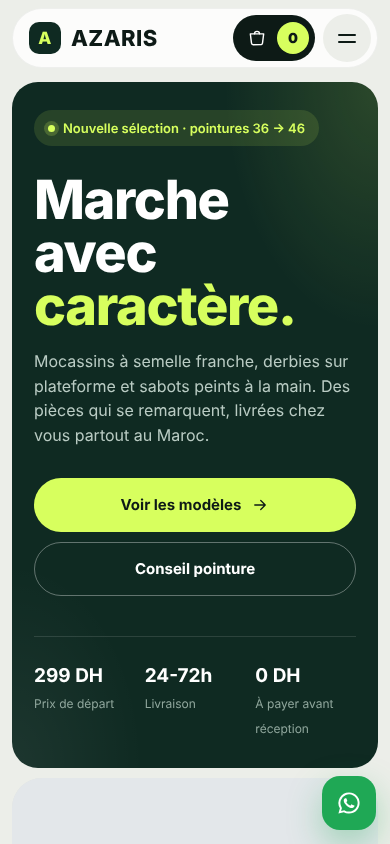 A AZARIS 0
Nouvelle sélection · pointures 36 → 46
Marche
avec
caractère.
Mocassins à semelle franche, derbies sur
plateforme et sabots peints à la main. Des
pièces qui se remarquent, livrées chez
vous partout au Maroc.
Voir les modèles →
Conseil pointure
299 DH 24-72h 0 DH
Prix de départ Livraison À payer avant
réception